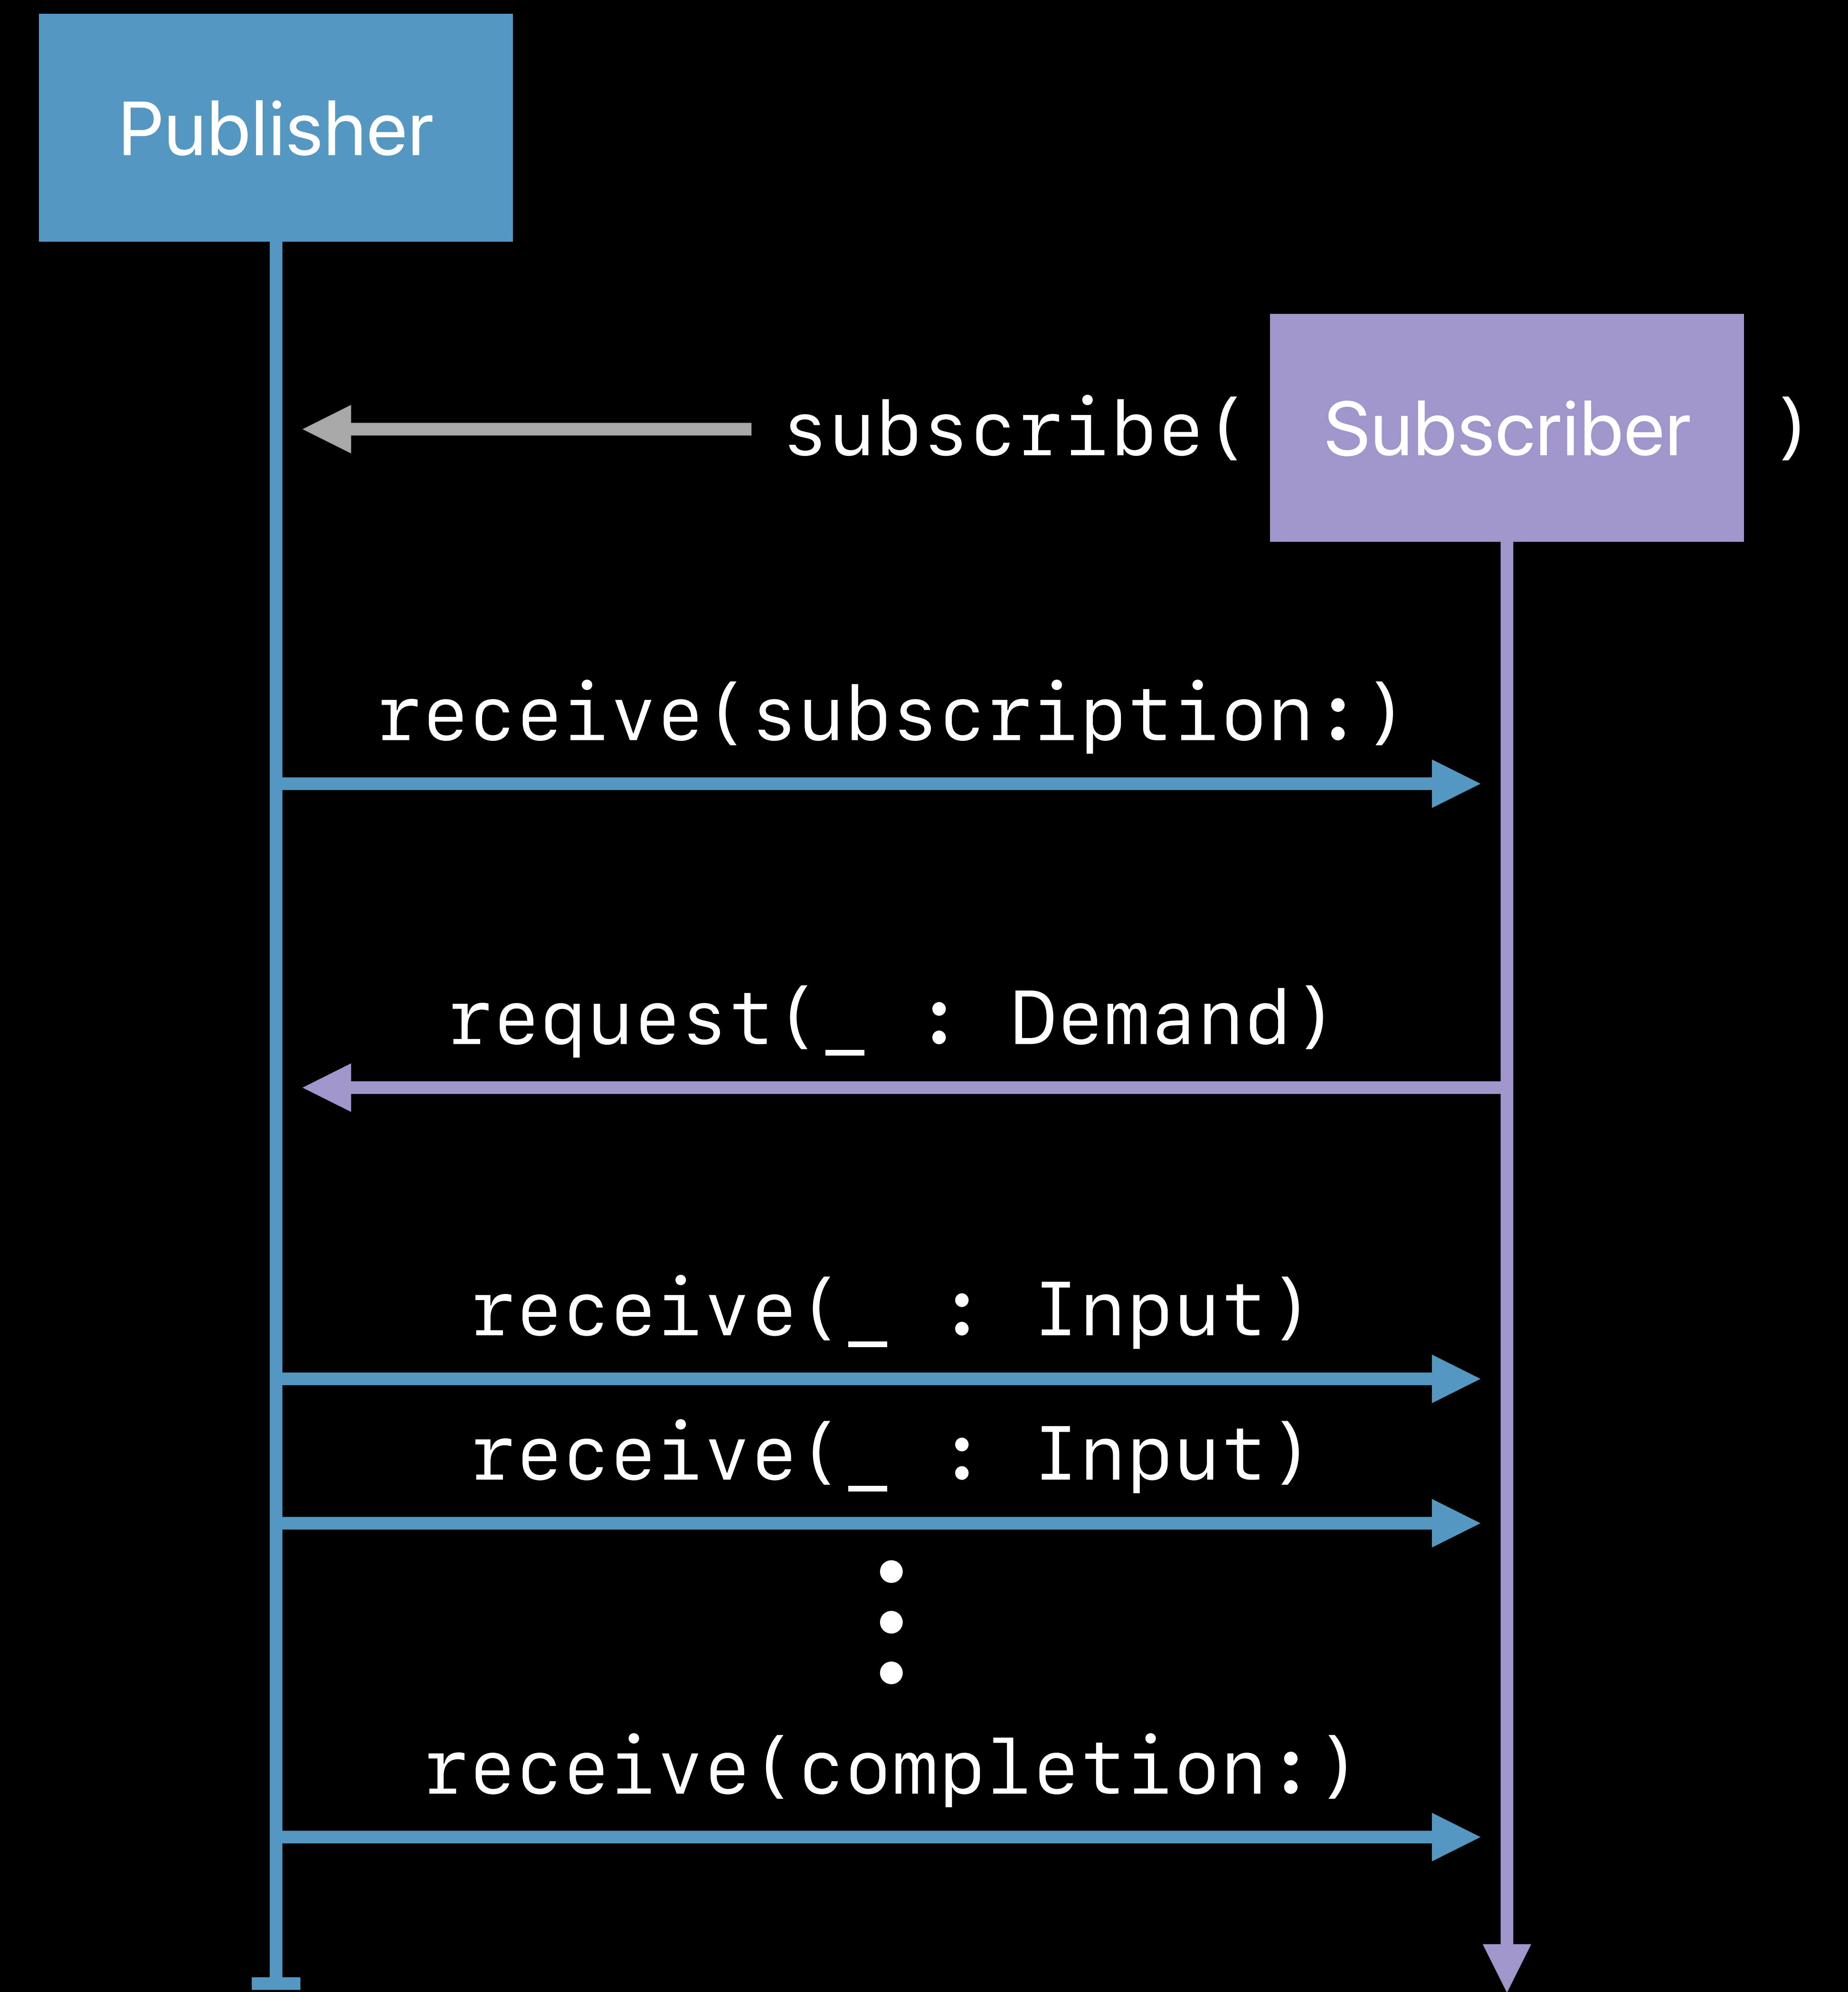 Publisher
subscribe( Subscriber )
receive(subscription:)
request(_ : Demand)
receive(_ : Input)
receive(_ : Input)
receive(completion:)